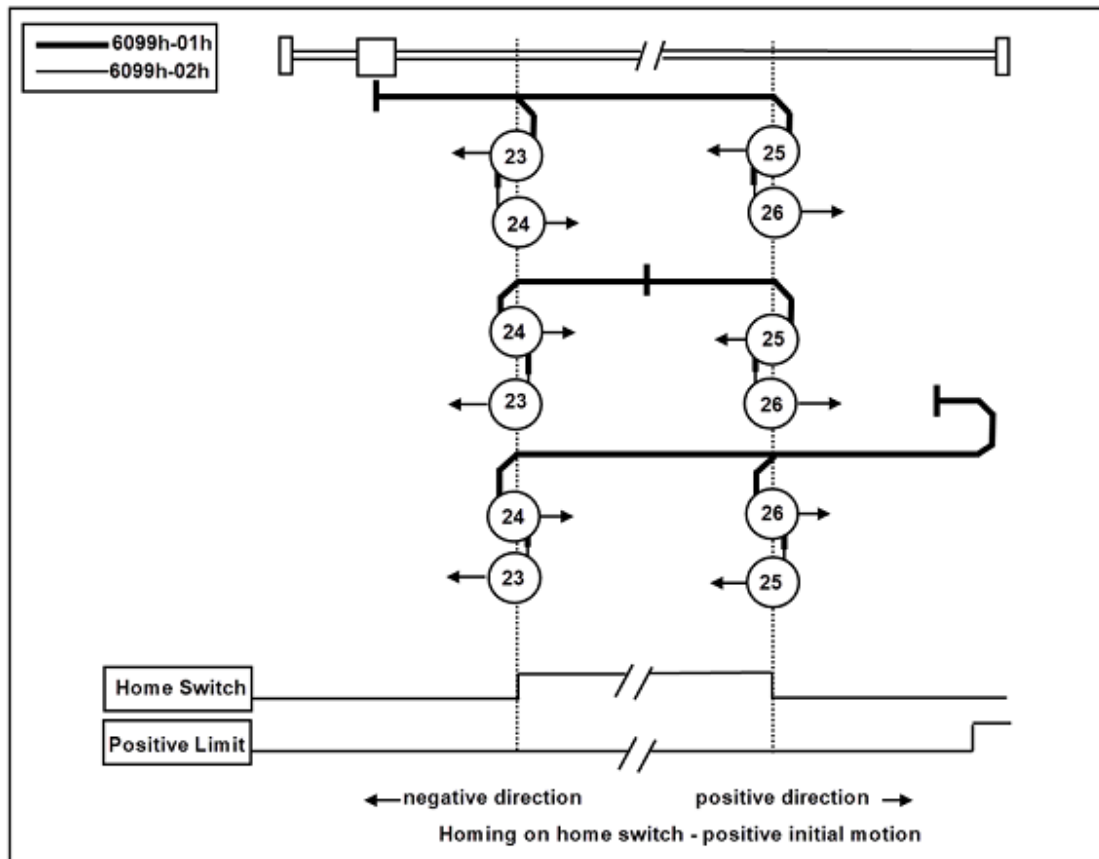 6099h-01h
6099h-02h
23
25
24
26
24
25
23
26
24
26
23
25
Home Switch
Positive Limit
negative direction
positive direction
Homing on home switch - positive initial motion